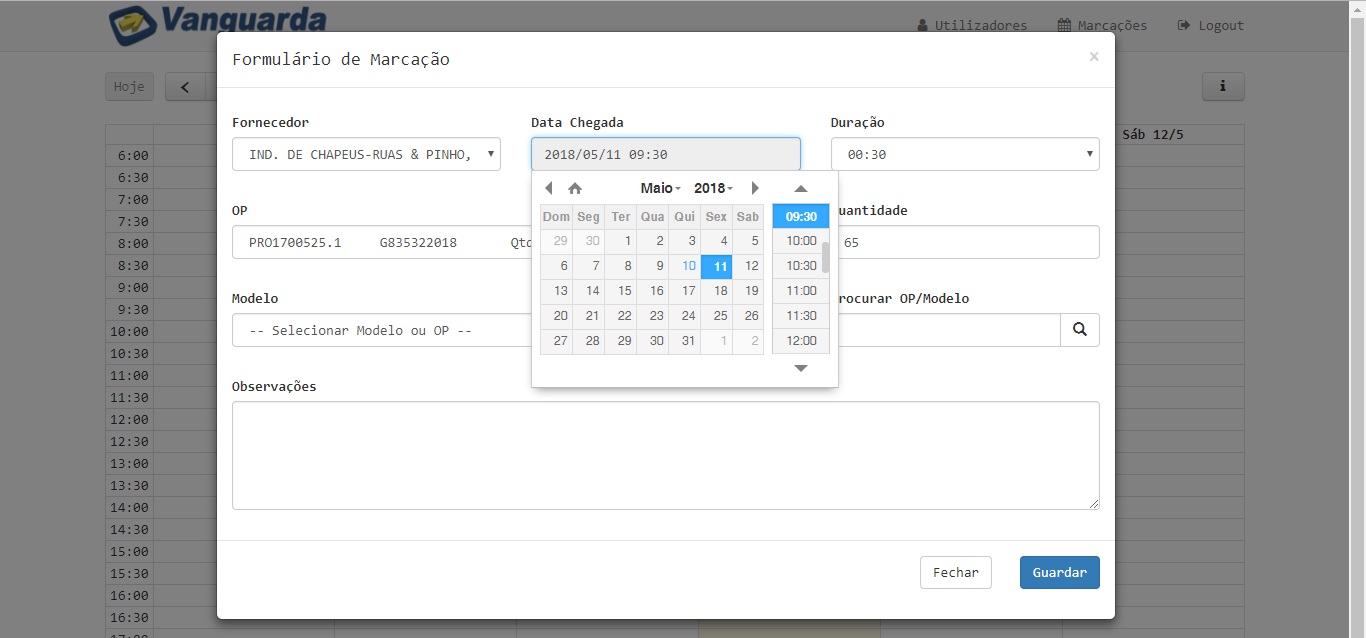 Vanguarda
Utilizadores Marcações Logout
Formulário de Marcação ×
Hoje
Fornecedor Data Chegada Duração
Sáb 12/5
IND. DE CHAPEUS-RUAS & PINHO, 2018/05/11 09:30 00:30
Maio 2018
Dom Seg Ter Qua Qui Sex Sab
29 30 1 2 3 4 5
6 7 8 9 10 11 12
13 14 15 16 17 18 19
20 21 22 23 24 25 26
27 28 29 30 31 1 2
09:30
10:00
10:30
11:00
11:30
12:00
OP uantidade
PRO1700525.1 G835322018 Qtd 65
Modelo rocurar OP/Modelo
-- Selecionar Modelo ou OP --
Observações
Fechar Guardar
6:00
6:30
7:00
7:30
8:00
8:30
9:00
9:30
10:00
10:30
11:00
11:30
12:00
12:30
13:00
13:30
14:00
14:30
15:00
15:30
16:00
16:30
17:00